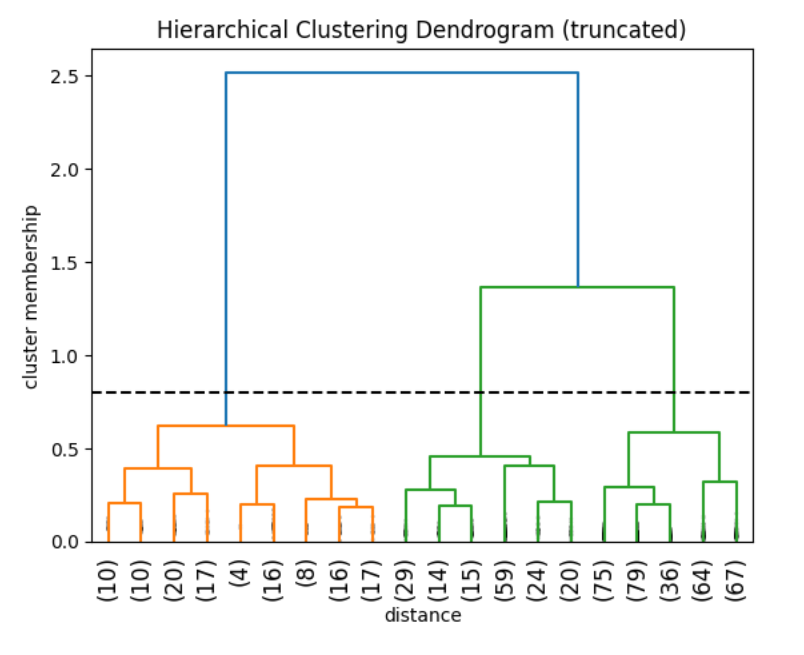 Hierarchical Clustering Dendrogram (truncated)
2.5
2.0
1.5
1.0
0.5
0.0
cluster membership
(10) (10) (20) (17) (4) (16) (8) (16) (17) (29) (14) (15) (59) (24) (20) (75) (79) (36) (64) (67)
distance